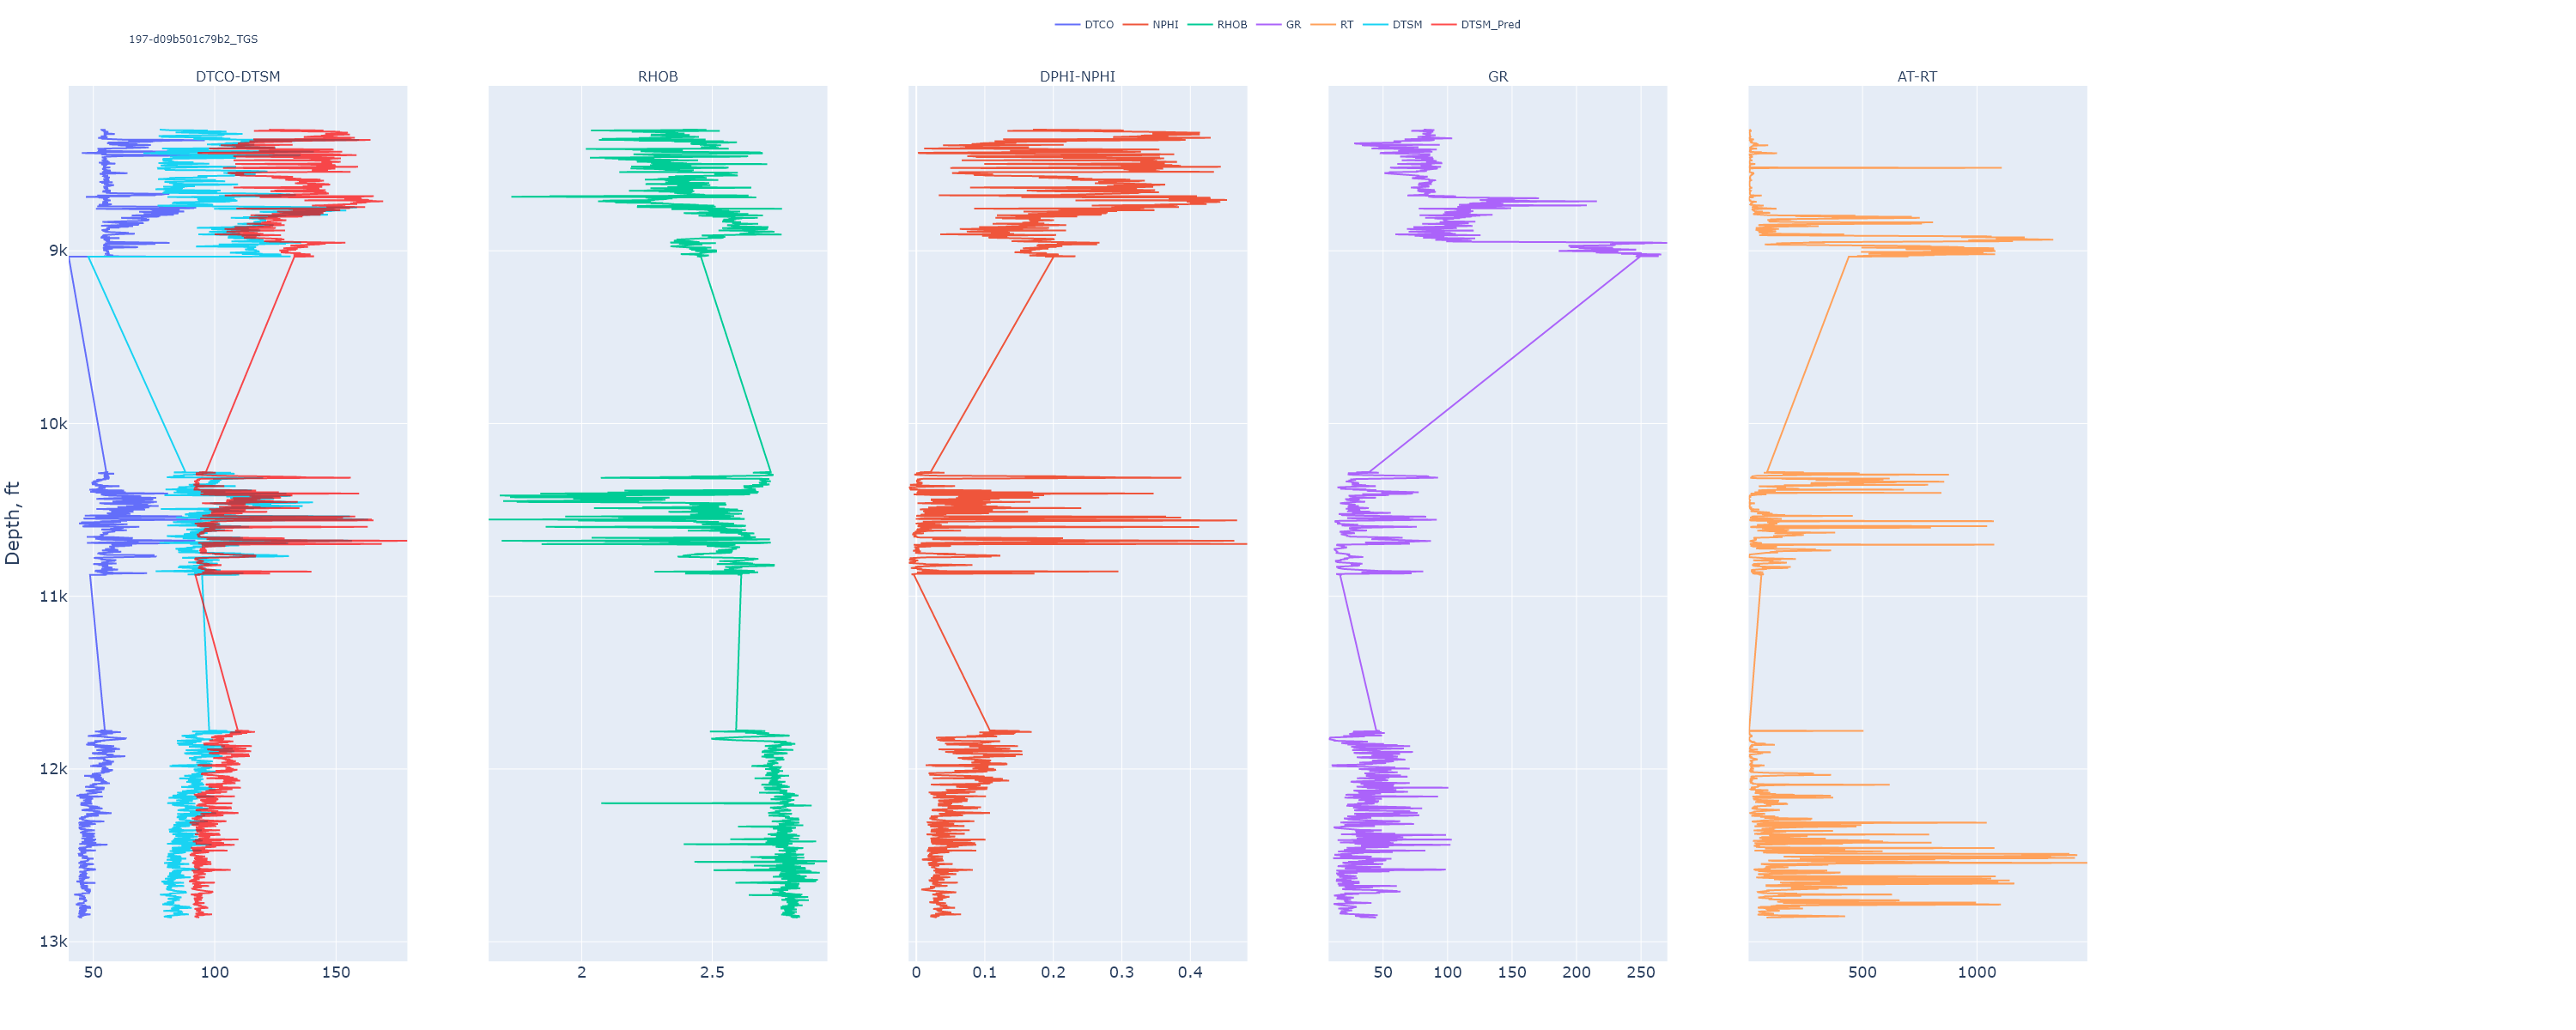 DTCO NPHI RHOB GR RT DTSM DTSM_Pred
197-d09b501c79b2_TGS
DTCO-DTSM RHOB DPHI-NPHI GR AT-RT
Depth, ft
9k
10k
11k
12k
13k
50 100 150 2 2.5 0 0.1 0.2 0.3 0.4 50 100 150 200 250 500 1000